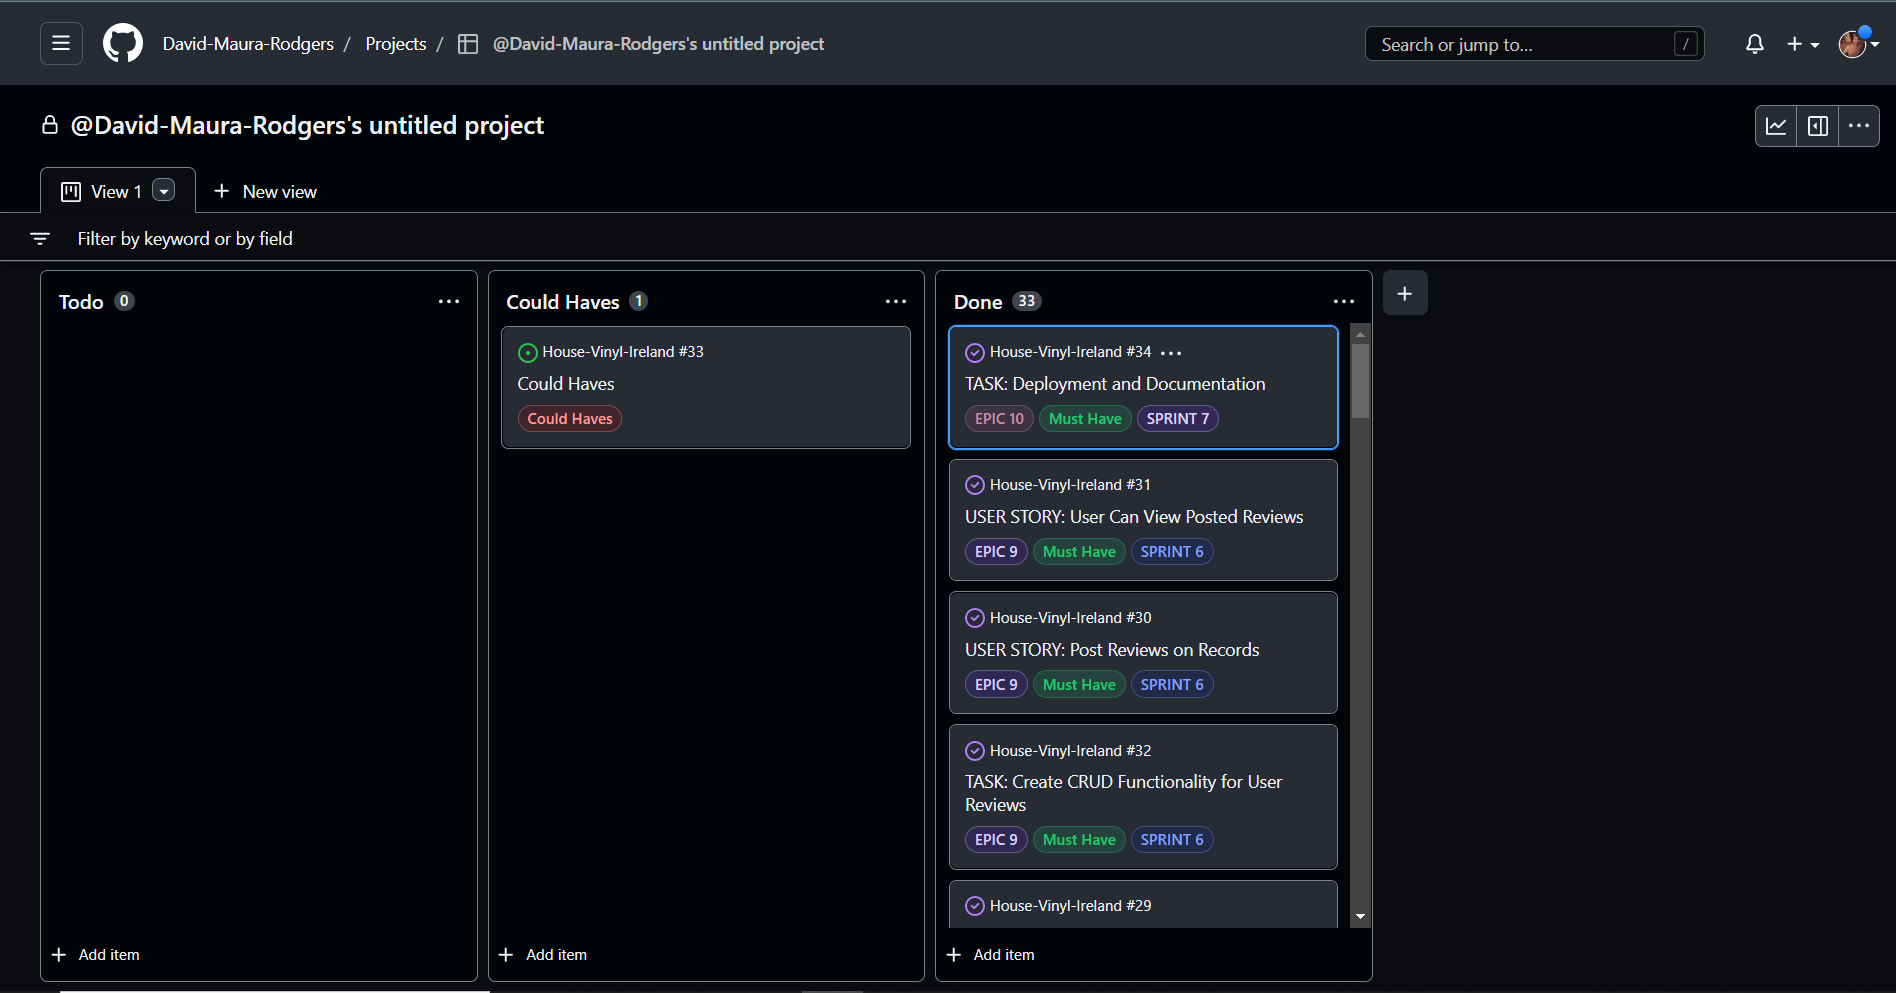 David-Maura-Rodgers / Projects / @David-Maura-Rodgers's untitled project
Search or jump to... /
@David-Maura-Rodgers's untitled project
View 1
New view
Filter by keyword or by field
Todo 0
Add item
Could Haves 1
House-Vinyl-Ireland #33
Could Haves
Could Haves
Add item
Done 33
House-Vinyl-Ireland #34
TASK: Deployment and Documentation
EPIC 10 Must Have SPRINT 7
House-Vinyl-Ireland #31
USER STORY: User Can View Posted Reviews
EPIC 9 Must Have SPRINT 6
House-Vinyl-Ireland #30
USER STORY: Post Reviews on Records
EPIC 9 Must Have SPRINT 6
House-Vinyl-Ireland #32
TASK: Create CRUD Functionality for User
Reviews
EPIC 9 Must Have SPRINT 6
House-Vinyl-Ireland #29
Add item